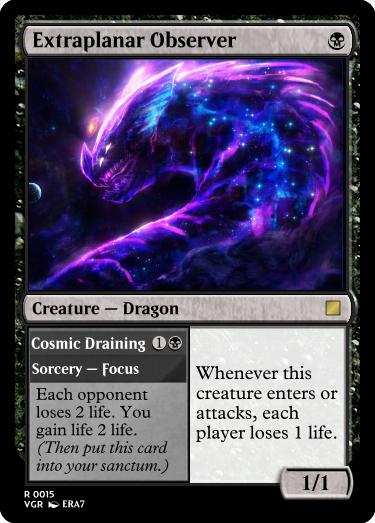 Extraplanar Observer
Creature — Dragon
Cosmic Draining 1
Sorcery — Focus
Each opponent
loses 2 life. You
gain life 2 life.
(Then put this card
into your sanctum.)
Whenever this
creature enters or
attacks, each
player loses 1 life.
1/1
R 0015
VGR ERA7